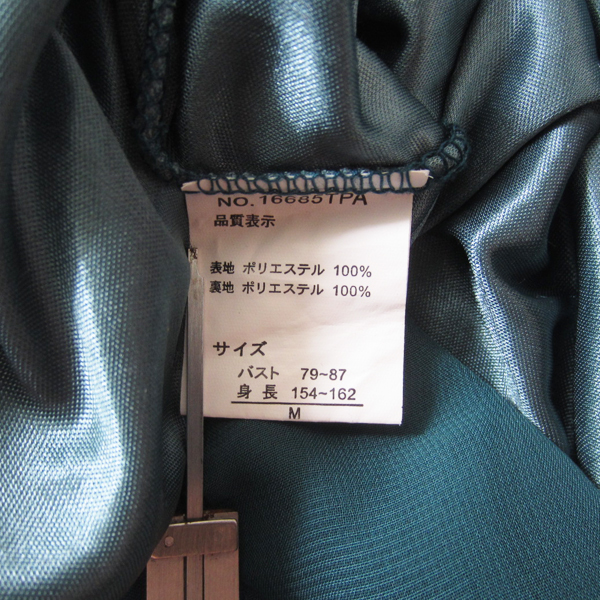 NO.16685TPA
品質表示
表地 ポリエステル 100%
裏地 ポリエステル 100%
サイズ
バスト 79~87
身長 154~162
M